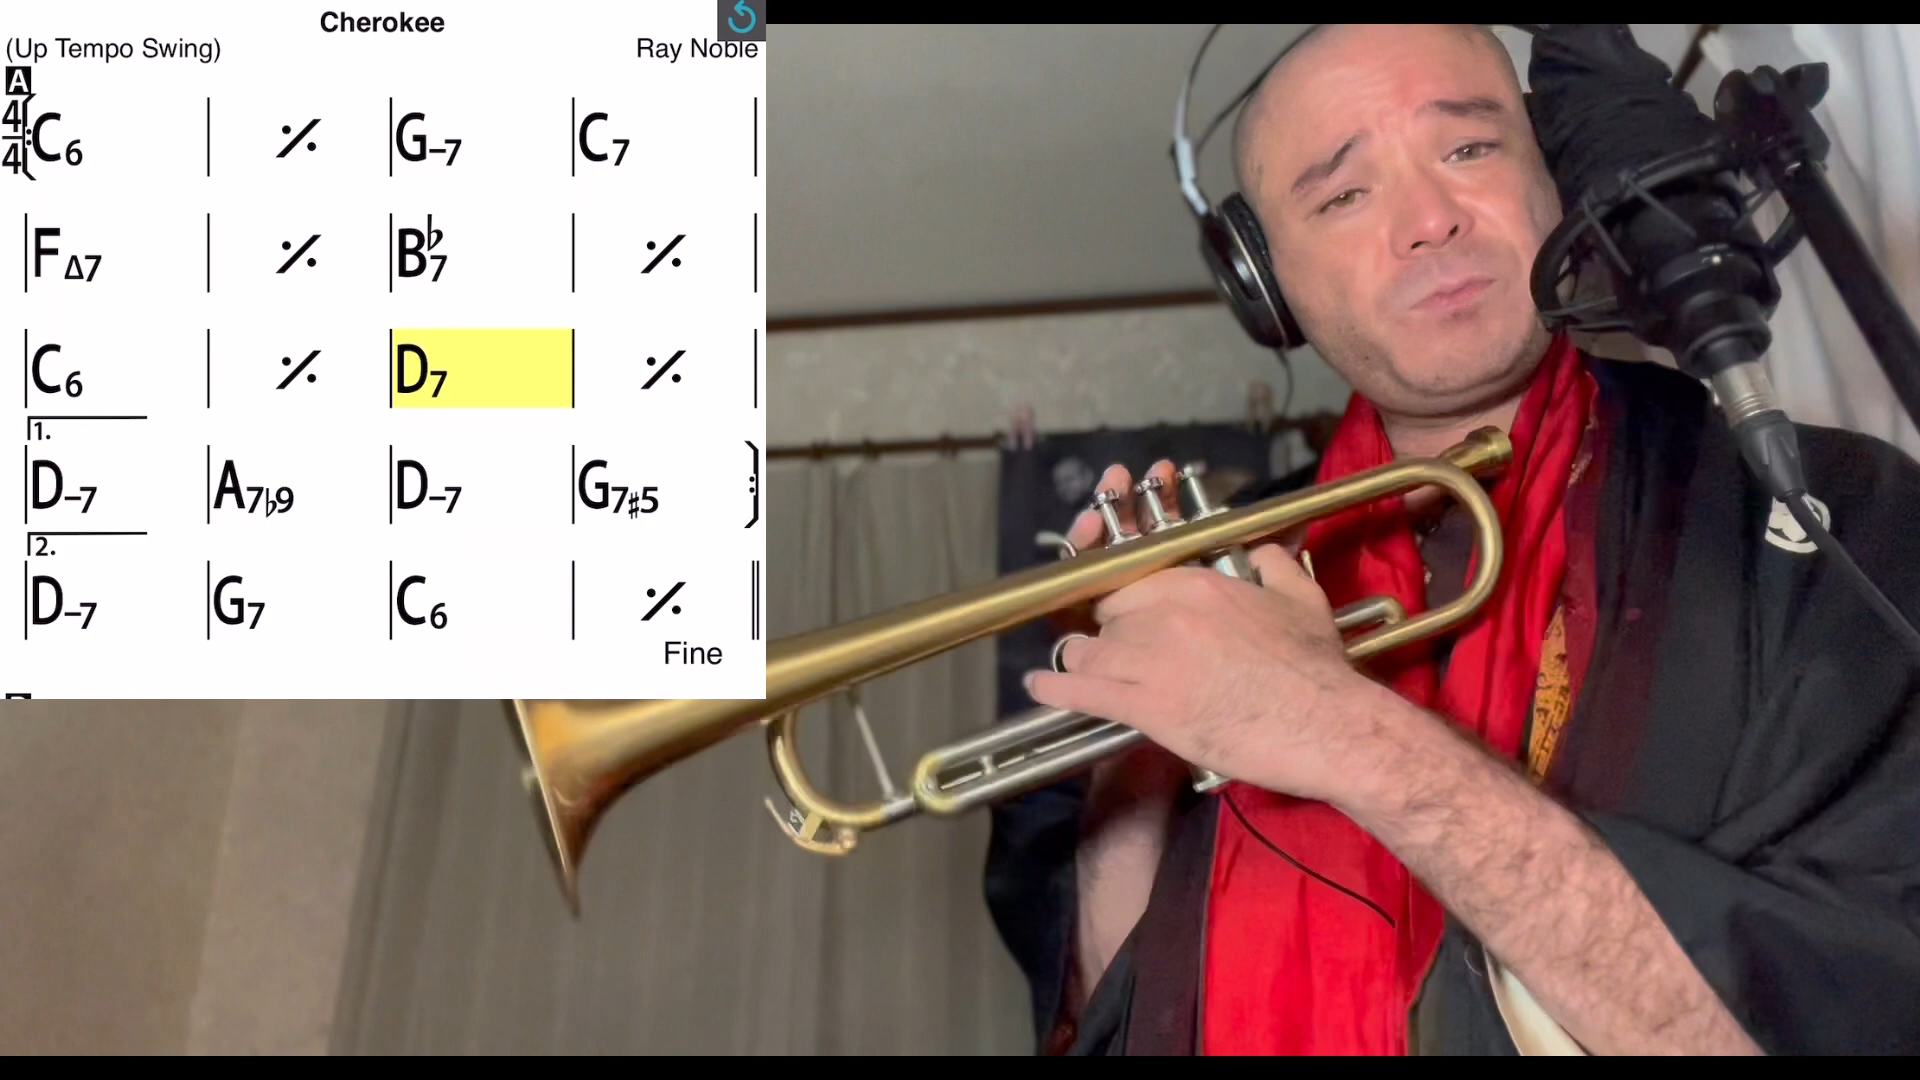 Cherokee
(Up Tempo Swing) Ray Noble
A
4/4 C6 𝄎 G–7 C7
FΔ7 𝄎 B♭7 𝄎
C6 𝄎 D7 𝄎
1.
D–7 A7♭9 D–7 G7♯5
2.
D–7 G7 C6 𝄎
Fine